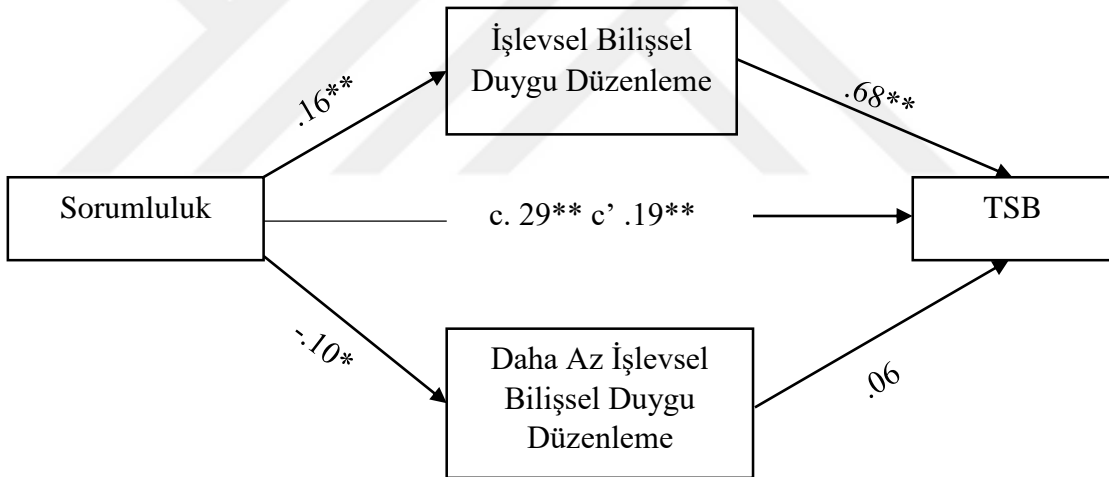 İşlevsel Bilişsel
Duygu Düzenleme
.16**
.68**
Sorumluluk
c. 29** c’ .19**
TSB
-.10*
Daha Az İşlevsel
Bilişsel Duygu
Düzenleme
.06